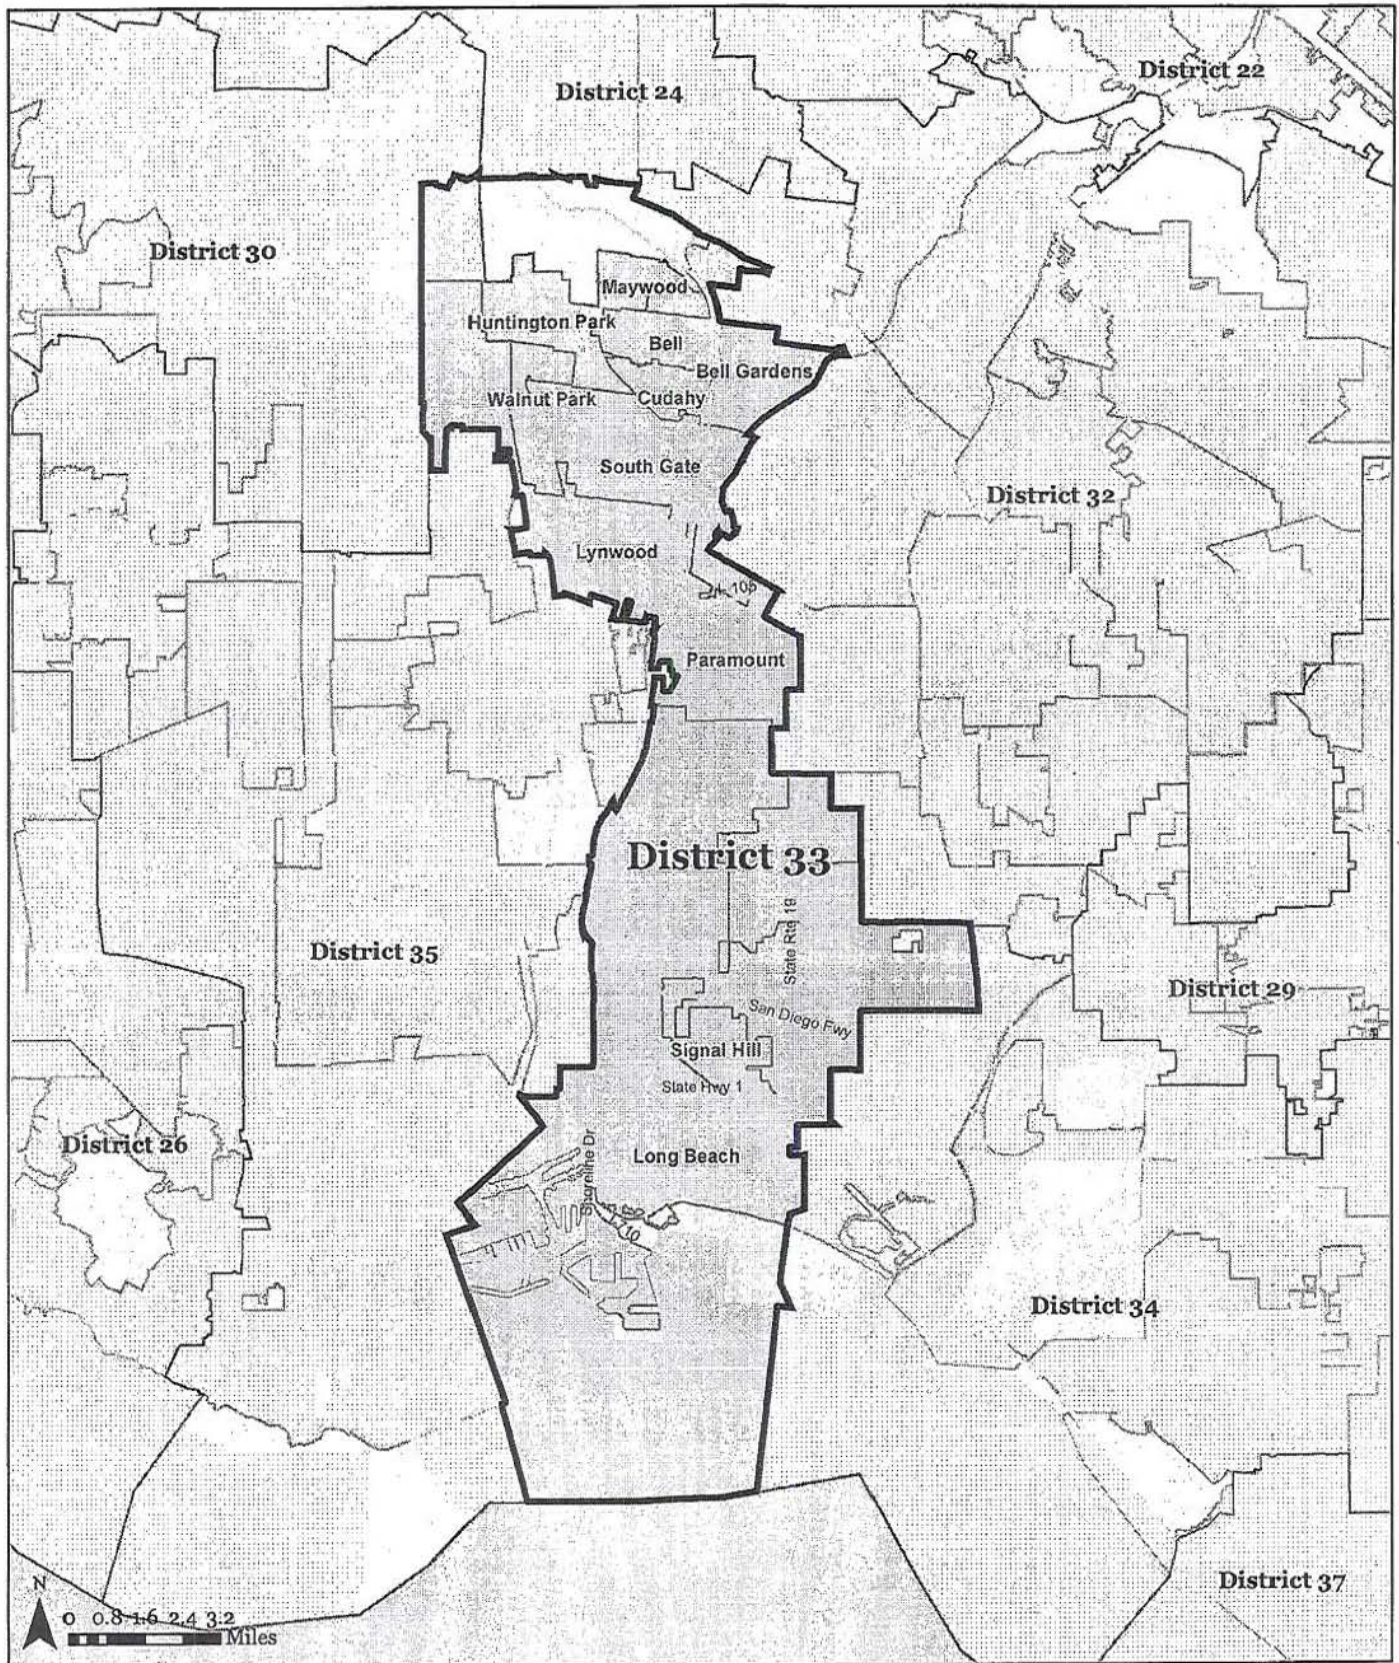 District 22
District 24
District 30
Maywood
Huntington Park
Bell
Bell Gardens
Walnut Park
Cudahy
South Gate
District 32
Lynwood
105
Paramount
District 33
State Rte 19
District 35
District 29
San Diego Fwy
Signal Hill
State Hwy 1
District 26
Shoreline Dr
Long Beach
10
District 34
District 37
N
0 0.8 1.6 2.4 3.2
Miles